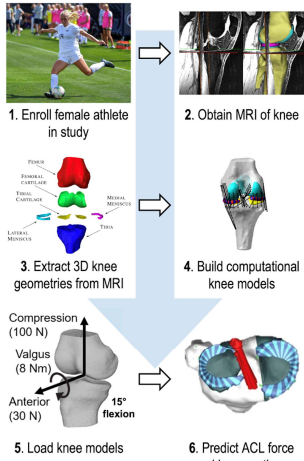 1. Enroll female athlete
in study
2. Obtain MRI of knee
FEMUR
FEMORAL
CARTILAGE
TIBIAL
CARTILAGE
MEDIAL
MENISCUS
LATERAL
MENISCUS
TIBIA
3. Extract 3D knee
geometries from MRI
4. Build computational
knee models
Compression
(100 N)
Valgus
(8 Nm)
Anterior
(30 N)
15°
flexion
5. Load knee models
6. Predict ACL force